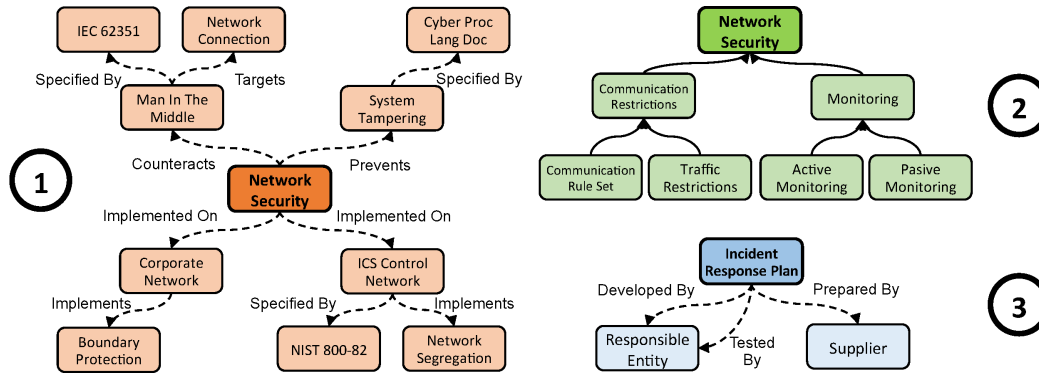 IEC 62351
Network
Connection
Cyber Proc
Lang Doc
Specified By
Targets
Specified By
Man In The
Middle
System
Tampering
Counteracts
Prevents
1
Network
Security
Implemented On
Implemented On
Corporate
Network
ICS Control
Network
Implements
Specified By
Implements
Boundary
Protection
NIST 800-82
Network
Segregation
Network
Security
Communication
Restrictions
Monitoring
2
Communication
Rule Set
Traffic
Restrictions
Active
Monitoring
Pasive
Monitoring
Incident
Response Plan
Developed By
Prepared By
3
Responsible
Entity
Tested
By
Supplier